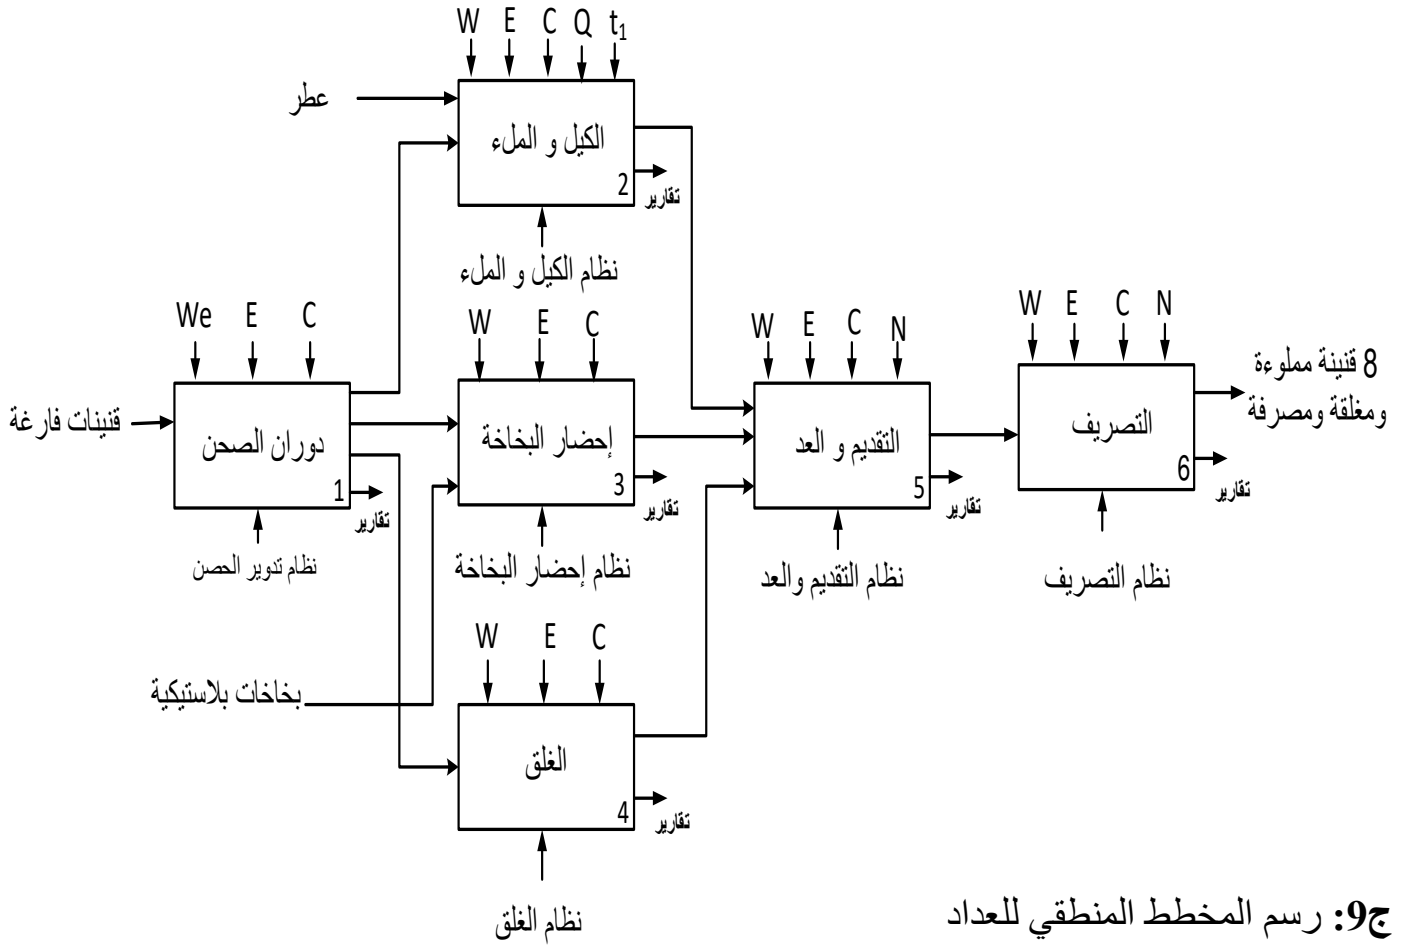 W E C Q t1
عطر
الكيل و الملء
2
تقارير
نظام الكيل و الملء
We E C
قنينات فارغة
دوران الصحن
1
تقارير
نظام تدوير الحصن
W E C
إحضار البخاخة
3
تقارير
نظام إحضار البخاخة
بخاخات بلاستيكية
W E C
الغلق
4
تقارير
نظام الغلق
W E C N
التقديم و العد
5
تقارير
نظام التقديم والعد
W E C N
التصريف
6
تقارير
نظام التصريف
8 قنينة مملوءة
ومغلقة ومصرفة
ج9: رسم المخطط المنطقي للعداد